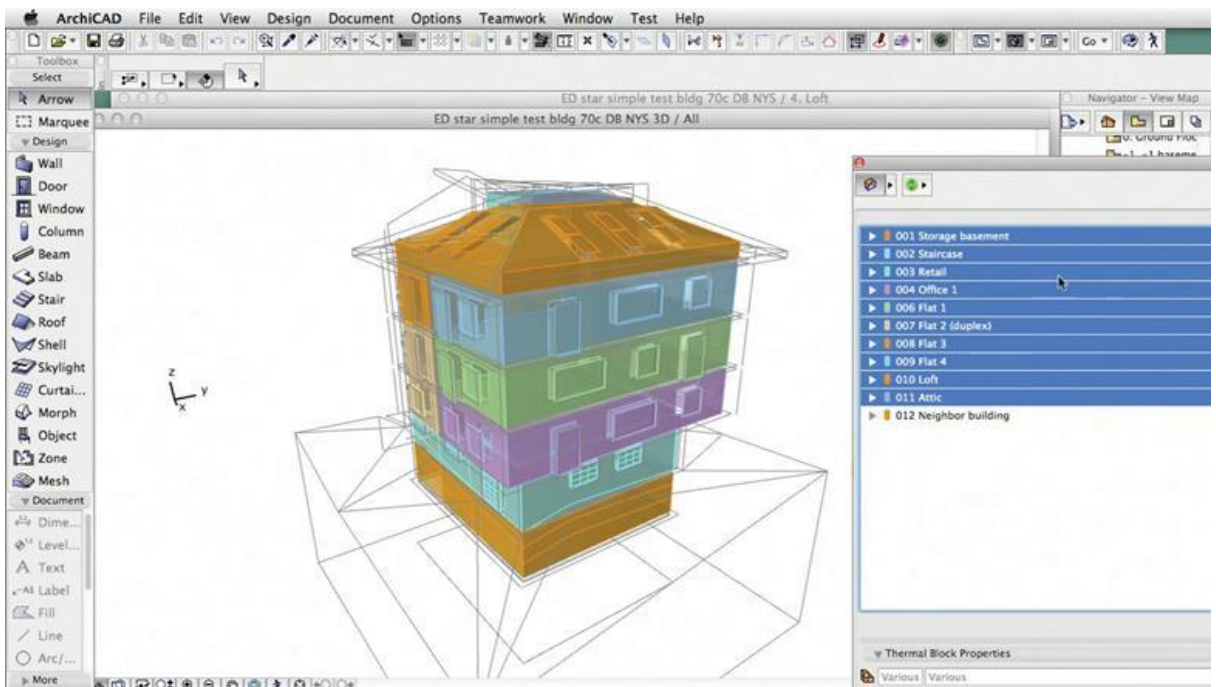 ArchiCAD File Edit View Design Document Options Teamwork Window Test Help
Go
Toolbox
Select
Arrow
Marquee
Design
Wall
Door
Window
Column
Beam
Slab
Stair
Roof
Shell
Skylight
Curtai...
Morph
Object
Zone
Mesh
Document
Dime...
Level...
Text
Label
Fill
Line
Arc/...
More
ED star simple test bldg 70c DB NYS / 4. Loft
ED star simple test bldg 70c DB NYS 3D / All
z
y
x
Navigator - View Map
0. Ground Floc
001 Storage basement
002 Staircase
003 Retail
004 Office 1
006 Flat 1
007 Flat 2 (duplex)
008 Flat 3
009 Flat 4
010 Loft
011 Attic
012 Neighbor building
Thermal Block Properties
Various Various